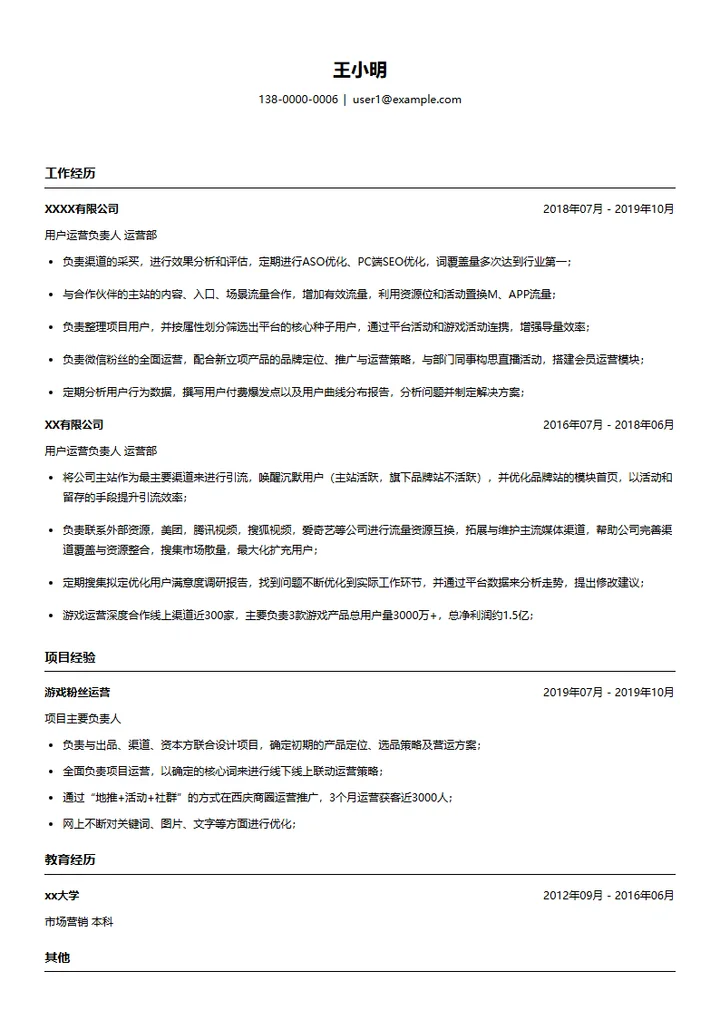 王小明
138-0000-0006 | user1@example.com
工作经历
XXXX有限公司 2018年07月 - 2019年10月
用户运营负责人 运营部
• 负责渠道的采买，进行效果分析和评估，定期进行ASO优化、PC端SEO优化，词覆盖量多次达到行业第一；
• 与合作伙伴的主站的内容、入口、场景流量合作，增加有效流量，利用资源位和活动置换M、APP流量；
• 负责整理项目用户，并按属性划分筛选出平台的核心种子用户，通过平台活动和游戏活动连携，增强导量效率；
• 负责微信粉丝的全面运营，配合新立项产品的品牌定位、推广与运营策略，与部门同事构思直播活动，搭建会员运营模块；
• 定期分析用户行为数据，撰写用户付费爆发点以及用户曲线分布报告，分析问题并制定解决方案；
XX有限公司 2016年07月 - 2018年06月
用户运营负责人 运营部
• 将公司主站作为最主要渠道来进行引流，唤醒沉默用户（主站活跃，旗下品牌站不活跃），并优化品牌站的模块首页，以活动和
留存的手段提升引流效率；
• 负责联系外部资源，美团，腾讯视频，搜狐视频，爱奇艺等公司进行流量资源互换，拓展与维护主流媒体渠道，帮助公司完善渠
道覆盖与资源整合，搜集市场散量，最大化扩充用户；
• 定期搜集拟定优化用户满意度调研报告，找到问题不断优化到实际工作环节，并通过平台数据来分析走势，提出修改建议；
• 游戏运营深度合作线上渠道近300家，主要负责3款游戏产品总用户量3000万+，总净利润约1.5亿；
项目经验
游戏粉丝运营 2019年07月 - 2019年10月
项目主要负责人
• 负责与出品、渠道、资本方联合设计项目，确定初期的产品定位、选品策略及营运方案；
• 全面负责项目运营，以确定的核心词来进行线下线上联动运营策略；
• 通过“地推+活动+社群”的方式在西庆商圈运营推广，3个月运营获客近3000人；
• 网上不断对关键词、图片、文字等方面进行优化；
教育经历
xx大学 2012年09月 - 2016年06月
市场营销 本科
其他